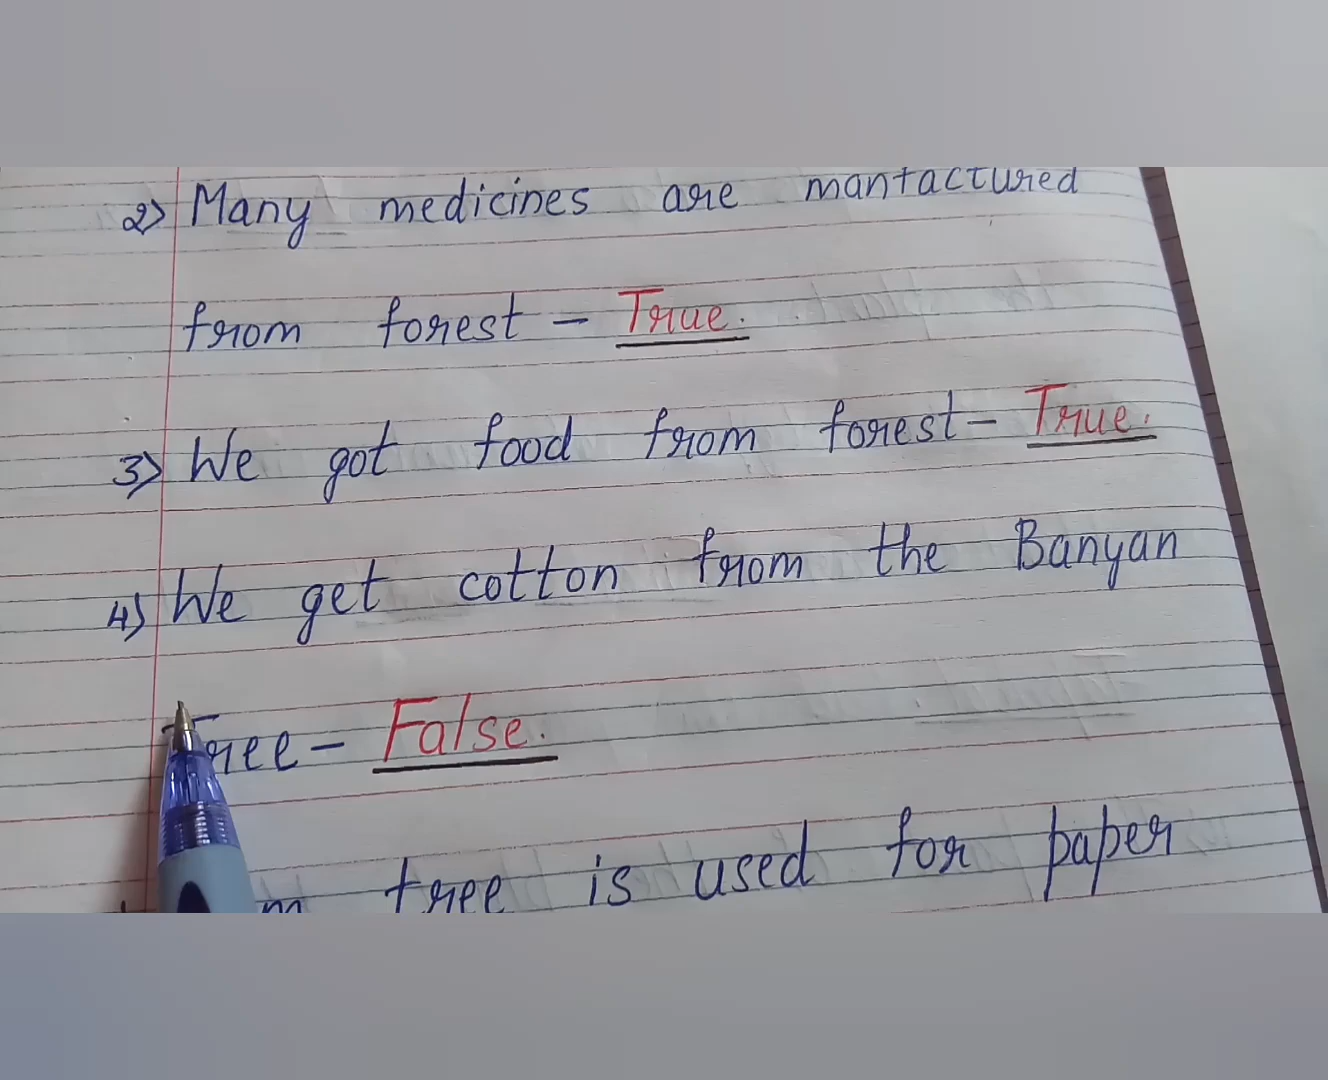 2) Many medicines are manfactured
from forest - True.
3) We got food from forest - True.
4) We get cotton from the Banyan
Tree - False.
tree is used for paper